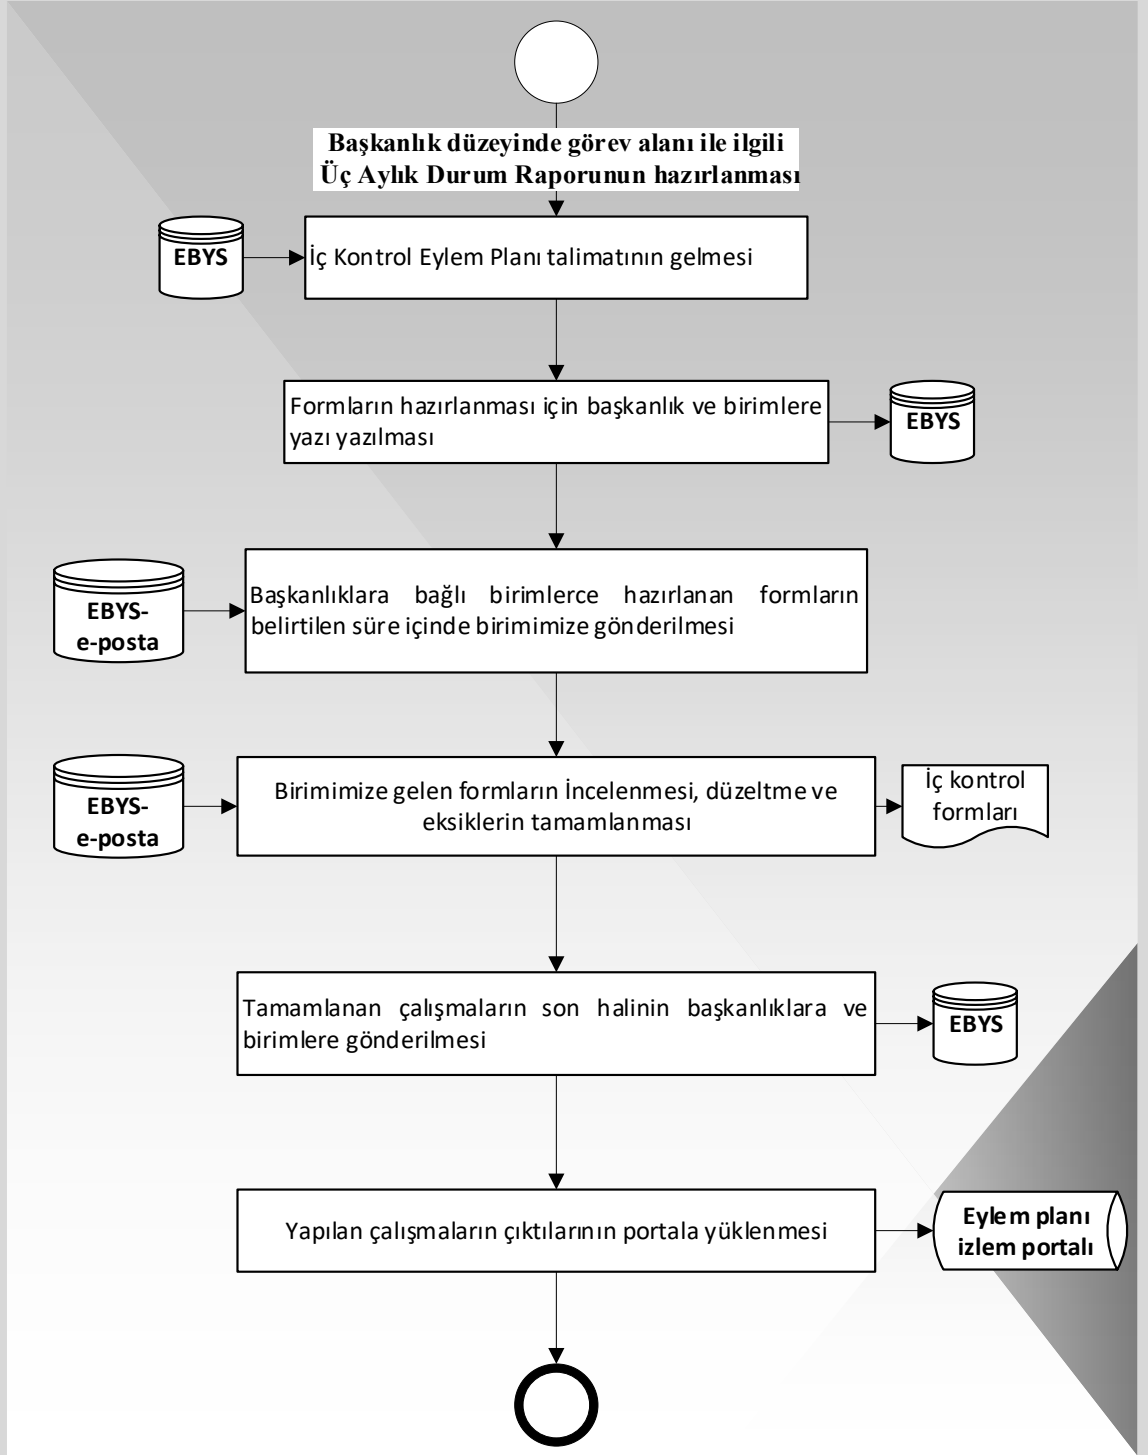 Başkanlık düzeyinde görev alanı ile ilgili
Üç Aylık Durum Raporunun hazırlanması
EBYS
İç Kontrol Eylem Planı talimatının gelmesi
Formların hazırlanması için başkanlık ve birimlere
yazı yazılması
EBYS
EBYS-
e-posta
Başkanlıklara bağlı birimlerce hazırlanan formların
belirtilen süre içinde birimimize gönderilmesi
EBYS-
e-posta
Birimimize gelen formların İncelenmesi, düzeltme ve
eksiklerin tamamlanması
İç kontrol
formları
Tamamlanan çalışmaların son halinin başkanlıklara ve
birimlere gönderilmesi
EBYS
Yapılan çalışmaların çıktılarının portala yüklenmesi
Eylem planı
izlem portalı